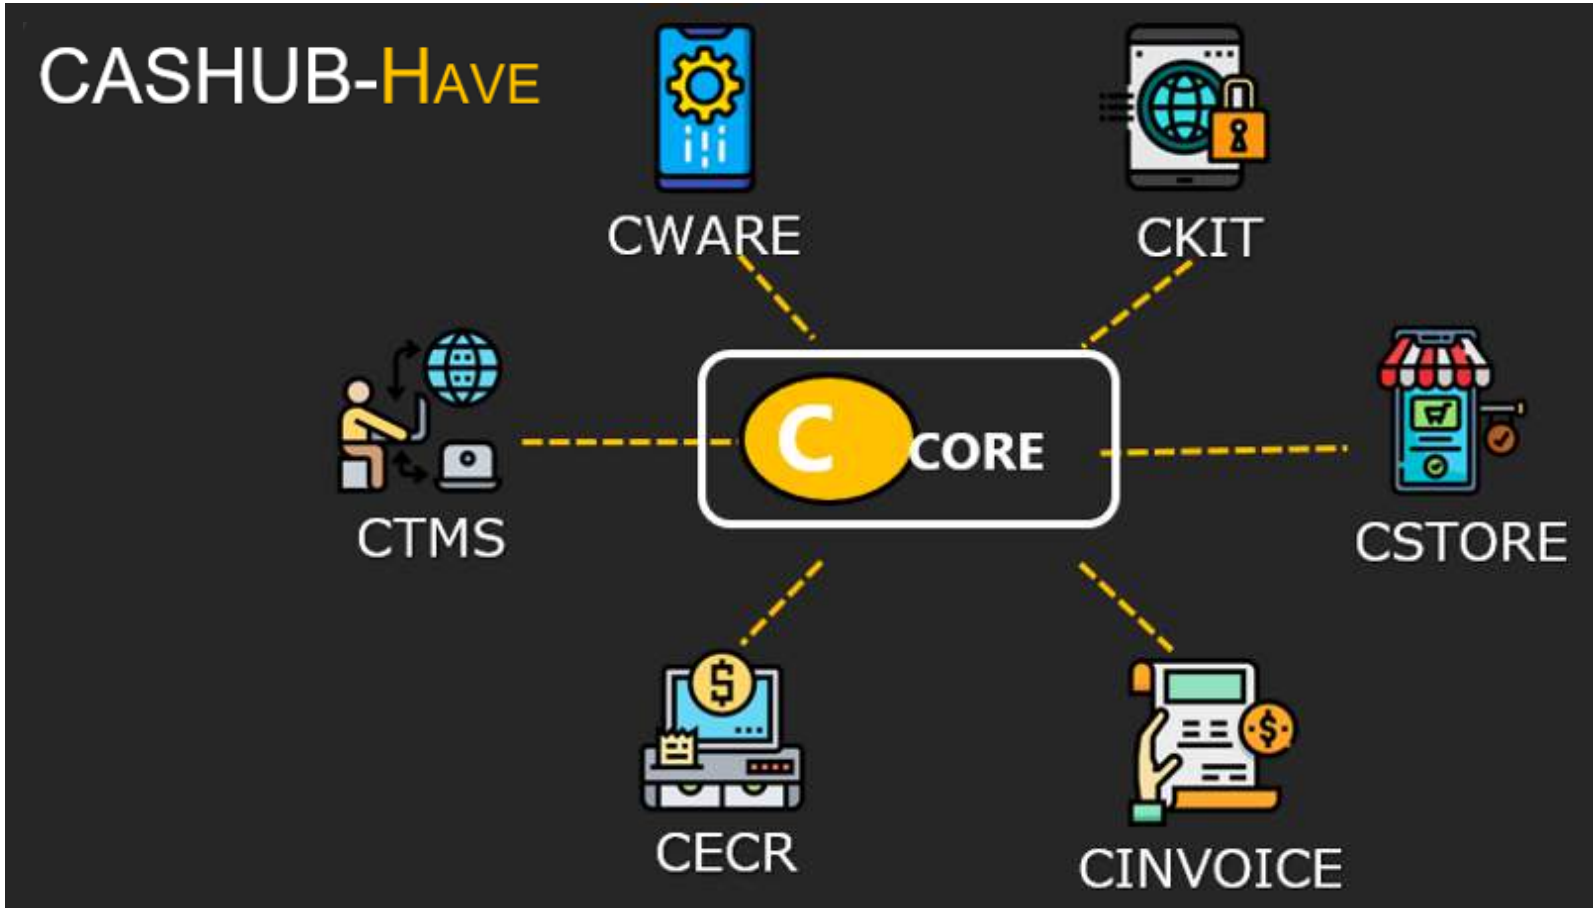 CASHUB-HAVE
CWARE
CKIT
C CORE
CTMS
CSTORE
CECR
CINVOICE